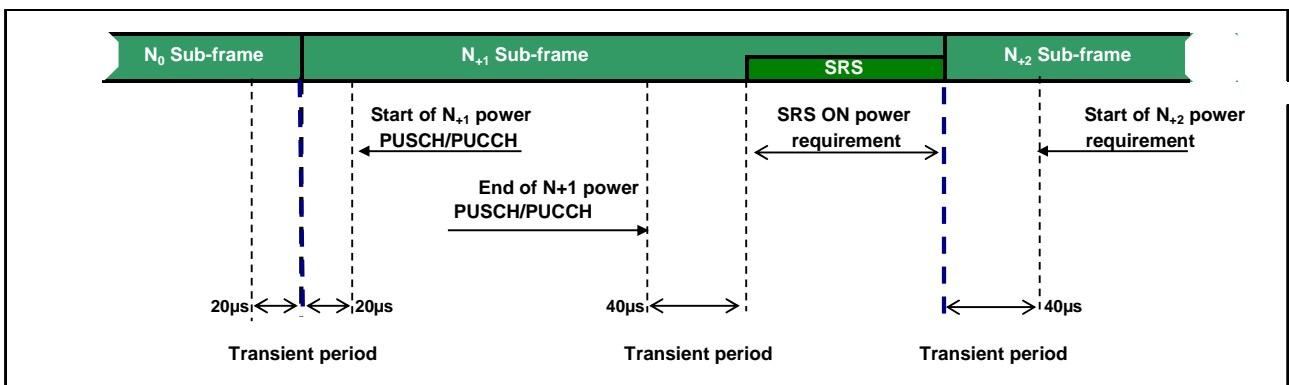 N₀ Sub-frame
N₊₁ Sub-frame
SRS
N₊₂ Sub-frame
Start of N₊₁ power
PUSCH/PUCCH
SRS ON power
requirement
Start of N₊₂ power
requirement
End of N+1 power
PUSCH/PUCCH
20µs
20µs
40µs
40µs
Transient period
Transient period
Transient period